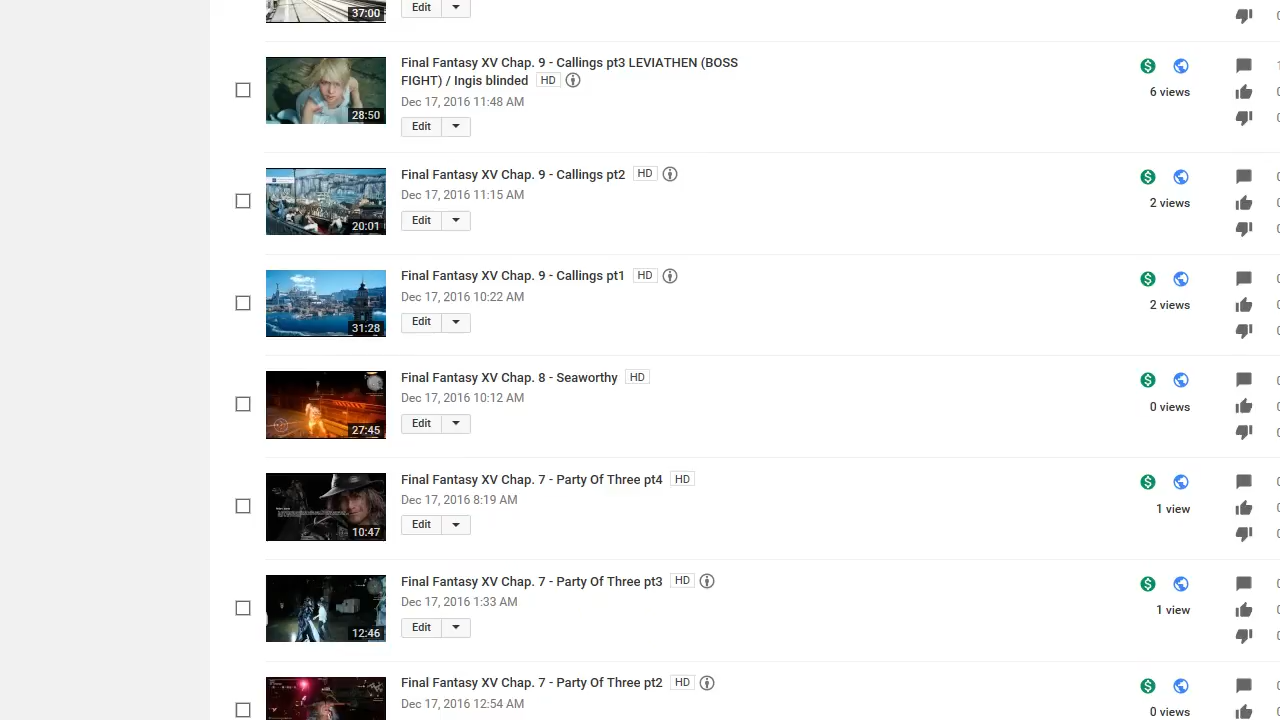 37:00
Edit
Final Fantasy XV Chap. 9 - Callings pt3 LEVIATHEN (BOSS
FIGHT) / Ingis blinded HD
Dec 17, 2016 11:48 AM
28:50
Edit
6 views
Final Fantasy XV Chap. 9 - Callings pt2 HD
Dec 17, 2016 11:15 AM
20:01
Edit
2 views
Final Fantasy XV Chap. 9 - Callings pt1 HD
Dec 17, 2016 10:22 AM
31:28
Edit
2 views
Final Fantasy XV Chap. 8 - Seaworthy HD
Dec 17, 2016 10:12 AM
27:45
Edit
0 views
Final Fantasy XV Chap. 7 - Party Of Three pt4 HD
Dec 17, 2016 8:19 AM
10:47
Edit
1 view
Final Fantasy XV Chap. 7 - Party Of Three pt3 HD
Dec 17, 2016 1:33 AM
12:46
Edit
1 view
Final Fantasy XV Chap. 7 - Party Of Three pt2 HD
Dec 17, 2016 12:54 AM
0 views